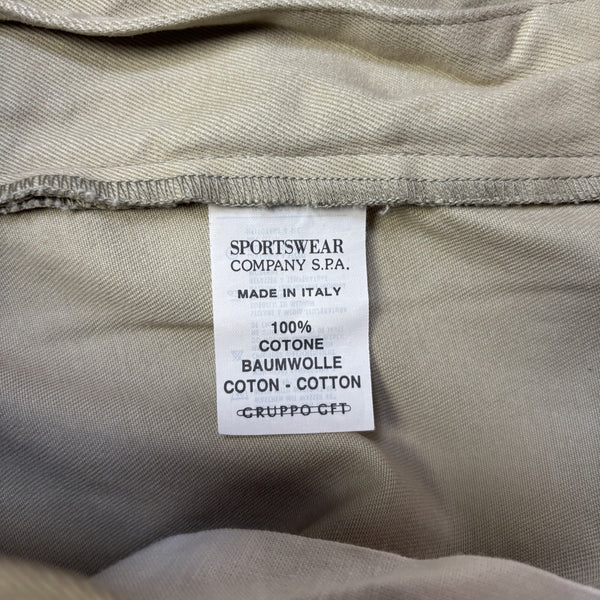 SPORTSWEAR
COMPANY S.P.A.
MADE IN ITALY
100%
COTONE
BAUMWOLLE
COTON - COTTON
GRUPPO GFT